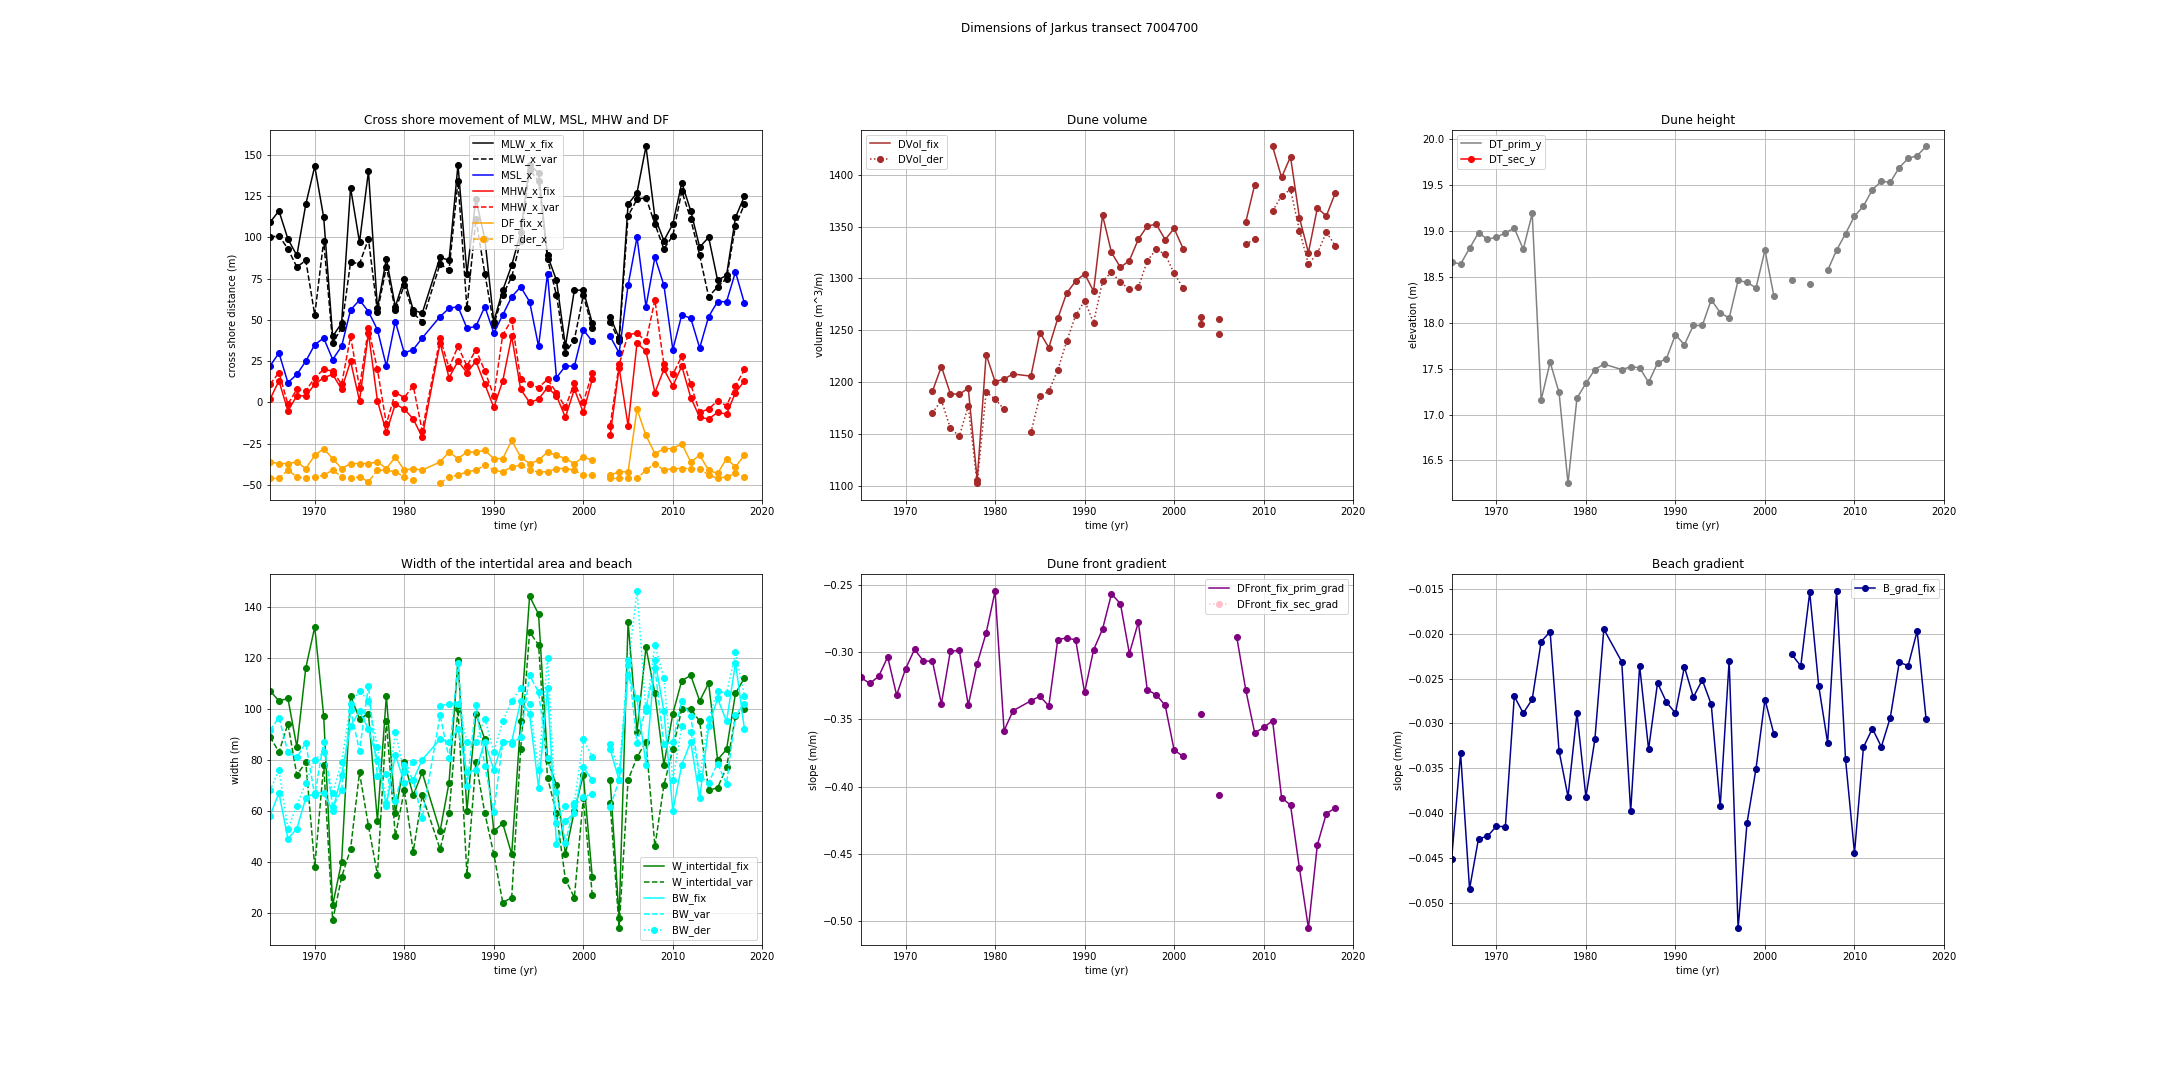 Dimensions of Jarkus transect 7004700
Cross shore movement of MLW, MSL, MHW and DF
cross shore distance (m)
150
125
100
75
50
25
0
−25
−50
MLW_x_fix
MLW_x_var
MSL_x
MHW_x_fix
MHW_x_var
DF_fix_x
DF_der_x
1970 1980 1990 2000 2010 2020
time (yr)
Dune volume
volume (m^3/m)
1400
1350
1300
1250
1200
1150
1100
DVol_fix
DVol_der
1970 1980 1990 2000 2010 2020
time (yr)
Dune height
elevation (m)
20.0
19.5
19.0
18.5
18.0
17.5
17.0
16.5
DT_prim_y
DT_sec_y
1970 1980 1990 2000 2010 2020
time (yr)
Width of the intertidal area and beach
width (m)
140
120
100
80
60
40
20
W_intertidal_fix
W_intertidal_var
BW_fix
BW_var
BW_der
1970 1980 1990 2000 2010 2020
time (yr)
Dune front gradient
slope (m/m)
−0.25
−0.30
−0.35
−0.40
−0.45
−0.50
DFront_fix_prim_grad
DFront_fix_sec_grad
1970 1980 1990 2000 2010 2020
time (yr)
Beach gradient
slope (m/m)
−0.015
−0.020
−0.025
−0.030
−0.035
−0.040
−0.045
−0.050
B_grad_fix
1970 1980 1990 2000 2010 2020
time (yr)